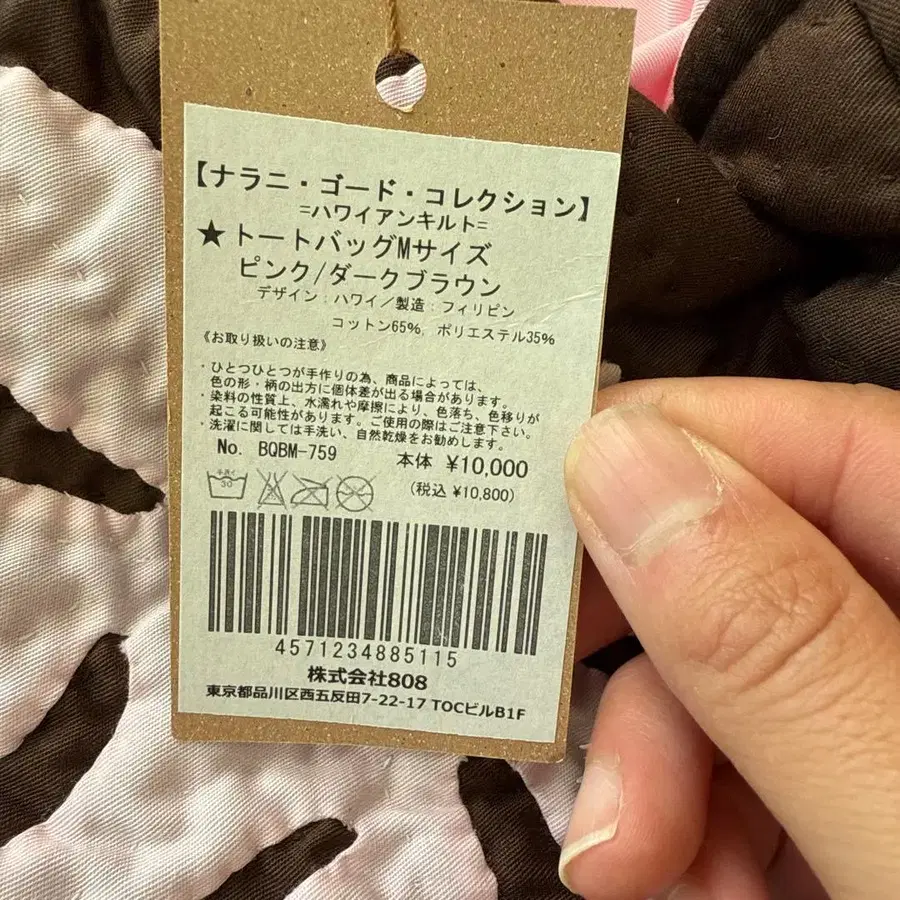 【ナラニ・ゴード・コレクション】
=ハワイアンキルト=
★トートバッグMサイズ
ピンク/ダークブラウン
デザイン：ハワイ／製造：フィリピン
コットン65%, ポリエステル35%
《お取り扱いの注意》
・ひとつひとつが手作りの為、商品によっては、
色の形・柄の出方に個体差が出る場合があります。
・染料の性質上、水濡れや摩擦により、色落ち、色移りが
起こる可能性があります。ご使用の際はご注意下さい。
・洗濯に関しては手洗い、自然乾燥をお勧めします。
No. BQBM-759
本体 ¥10,000
(税込 ¥10,800)
手洗イ
30
4571234885115
株式会社808
東京都品川区西五反田7-22-17 TOCビルB1F